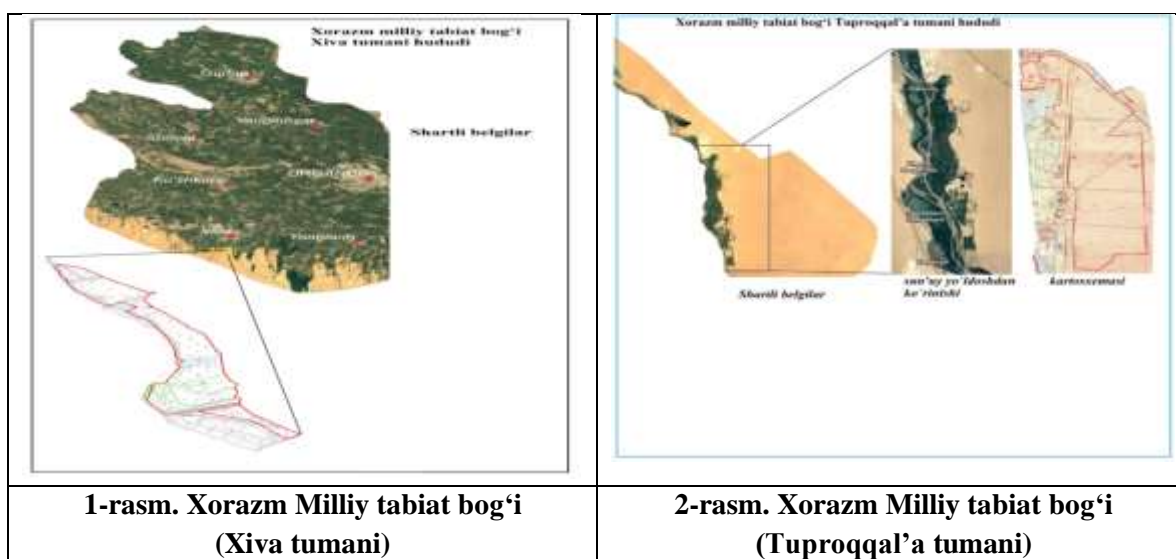 Xorazm milliy tabiat bog'i
Xiva tumani hududi
Shartli belgilar
Xorazm milliy tabiat bog'i Tuproqqal'a tumani hududi
Shartli belgilar
sun'iy yo'ldoshdan
ko'rinishi
kartosxemasi
1-rasm. Xorazm Milliy tabiat bog‘i
(Xiva tumani)
2-rasm. Xorazm Milliy tabiat bog‘i
(Tuproqqal’a tumani)